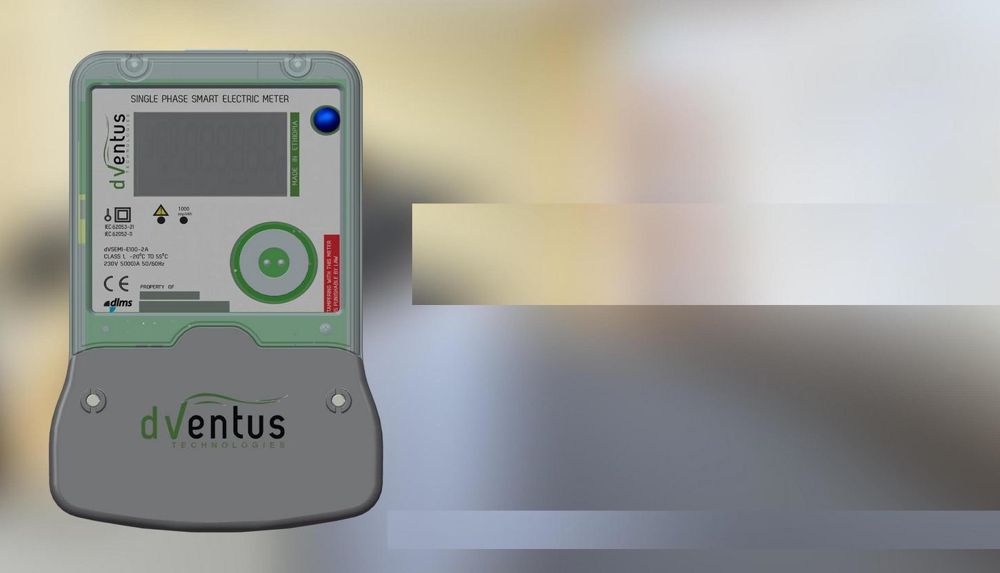 SINGLE PHASE SMART ELECTRIC METER
dVentus
TECHNOLOGIES
MADE IN ETHIOPIA
1000
imp/kWh
IEC-62053-21
IEC-62052-11
dVSEM1-E100-2A
CLASS 1, -20°C TO 55°C
230V 5(100)A 50/60Hz
CE
PROPERTY OF
dlms
TAMPERING WITH THIS METER
IS PUNISHABLE BY LAW
dVentus
TECHNOLOGIES